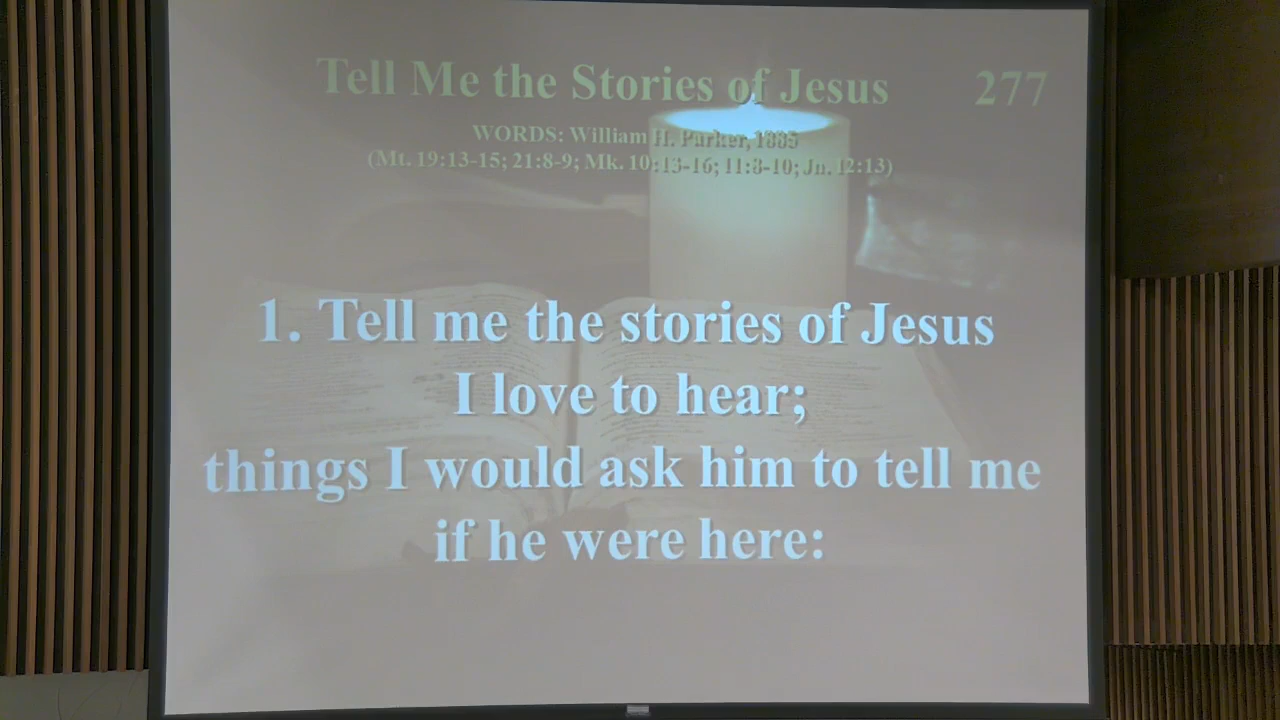 Tell Me the Stories of Jesus 277
WORDS: William H. Parker, 1885
(Mt. 19:13-15; 21:8-9; Mk. 10:13-16; 11:8-10; Jn. 12:13)
1. Tell me the stories of Jesus
I love to hear;
things I would ask him to tell me
if he were here: